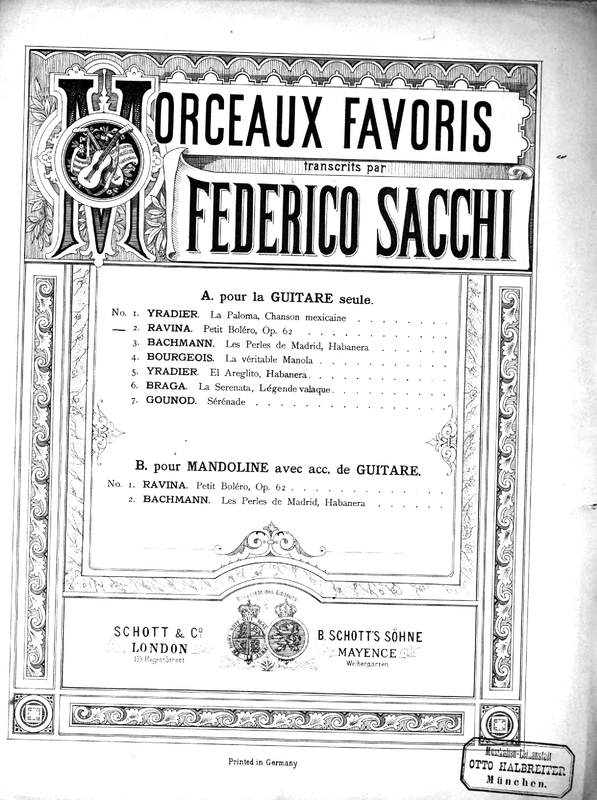 MORCEAUX FAVORIS
transcrits par
FEDERICO SACCHI
A. pour la GUITARE seule.
No. 1. YRADIER. La Paloma, Chanson mexicaine . . . . . . .
2. RAVINA. Petit Boléro, Op. 62 . . . . . . . . . .
3. BACHMANN. Les Perles de Madrid, Habanera . . . . . .
4. BOURGEOIS. La véritable Manola . . . . . . . . .
5. YRADIER. El Areglito, Habanera . . . . . . . . . .
6. BRAGA. La Serenata, Légende valaque . . . . . . . .
7. GOUNOD. Sérénade . . . . . . . . . . . . . .
B. pour MANDOLINE avec acc. de GUITARE.
No. 1. RAVINA. Petit Boléro, Op. 62 . . . . . . . . . . .
2. BACHMANN. Les Perles de Madrid, Habanera . . . . . .
Propriété des Editeurs
SCHOTT & Co
LONDON
159 Regent Street
B. SCHOTT'S SÖHNE
MAYENCE
Weihergarten
Printed in Germany
OTTO HALBREITER
München.